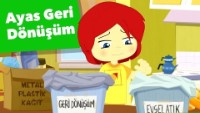 Ayas Geri
Dönüşüm
METAL
PLASTİK
KAĞIT
GERİ DÖNÜŞÜM
EVSEL ATIK